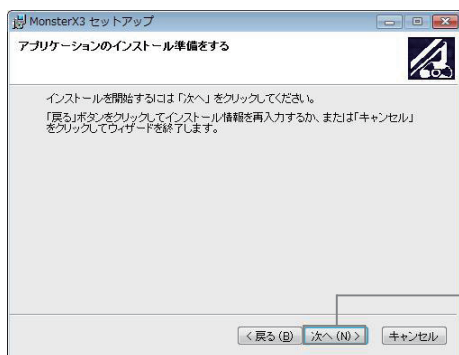 MonsterX3 セットアップ
アプリケーションのインストール準備をする
インストールを開始するには「次へ」をクリックしてください。
「戻る」ボタンをクリックしてインストール情報を再入力するか、または「キャンセル」
をクリックしてウィザードを終了します。
< 戻る(B) 次へ(N) > キャンセル